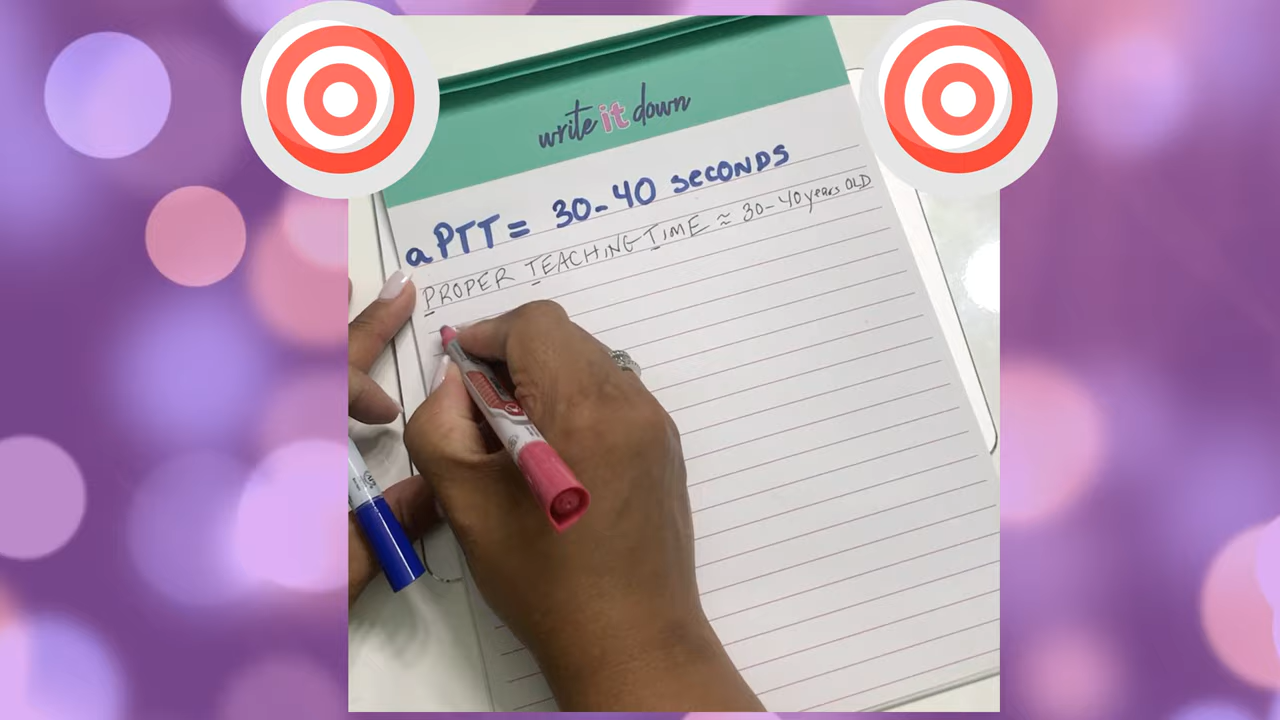 write it down
aPTT = 30-40 seconds
PROPER TEACHING TIME ≈ 30-40 years OLD